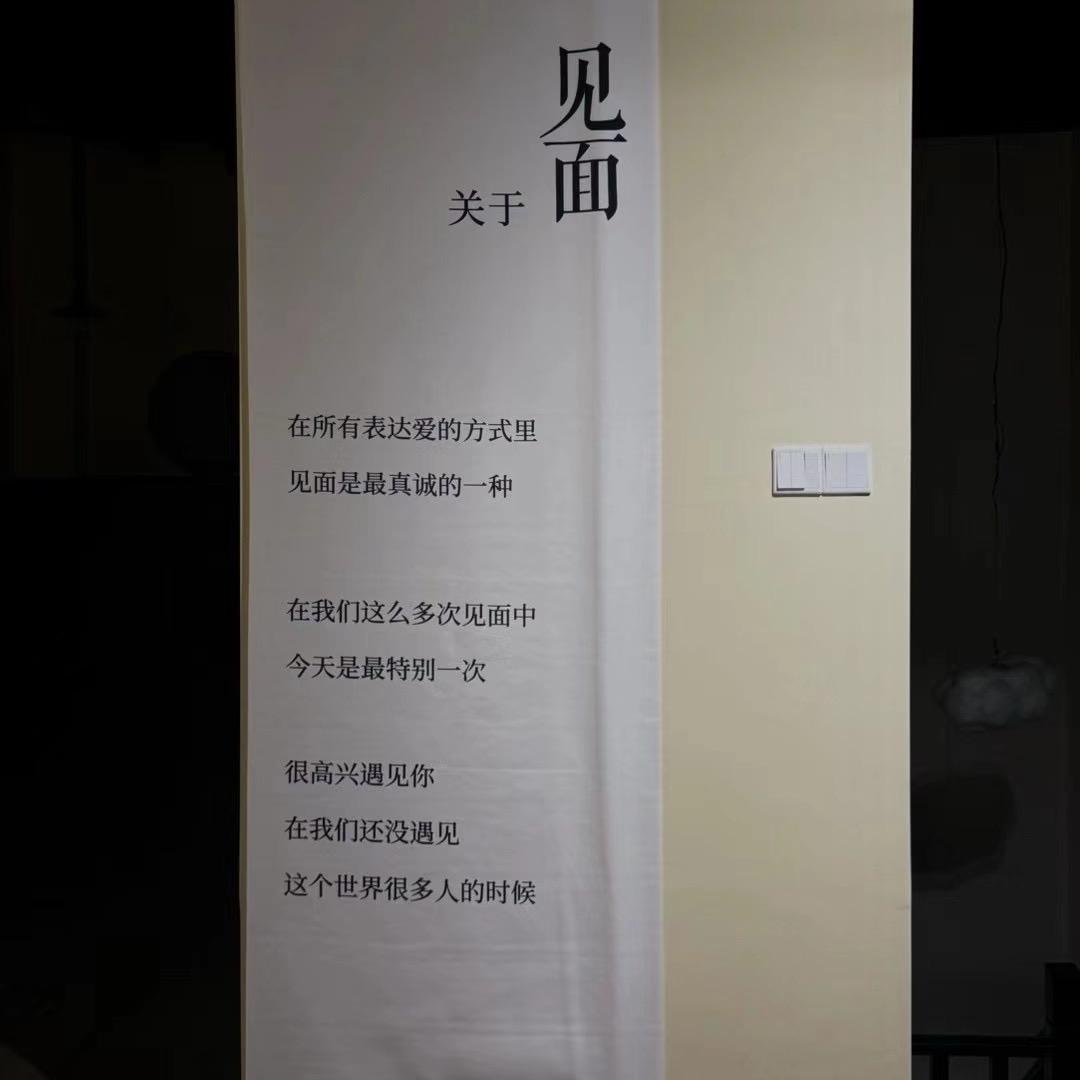 关于
见面
在所有表达爱的方式里
见面是最真诚的一种
在我们这么多次见面中
今天是最特别一次
很高兴遇见你
在我们还没遇见
这个世界很多人的时候